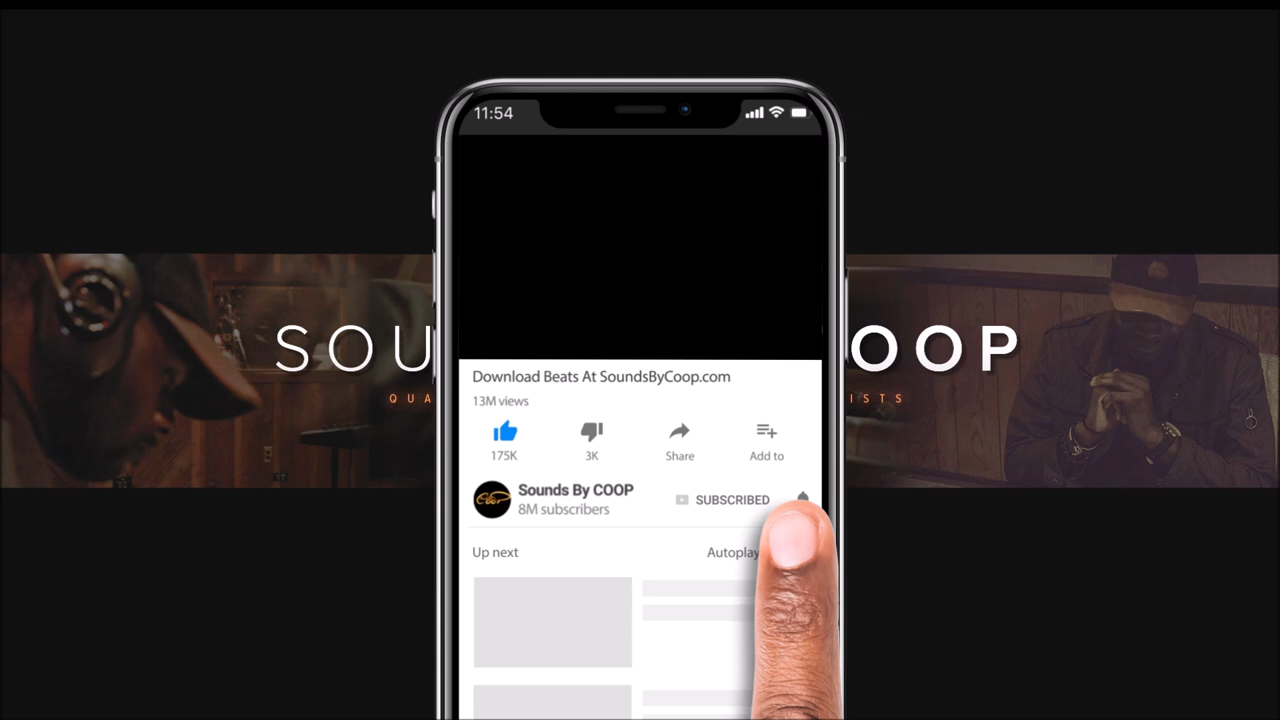 11:54
SOU
OOP
QUA
ISTS
Download Beats At SoundsByCoop.com
13M views
175K
3K
Share
Add to
Coop
Sounds By COOP
8M subscribers
SUBSCRIBED
Up next
Autoplay